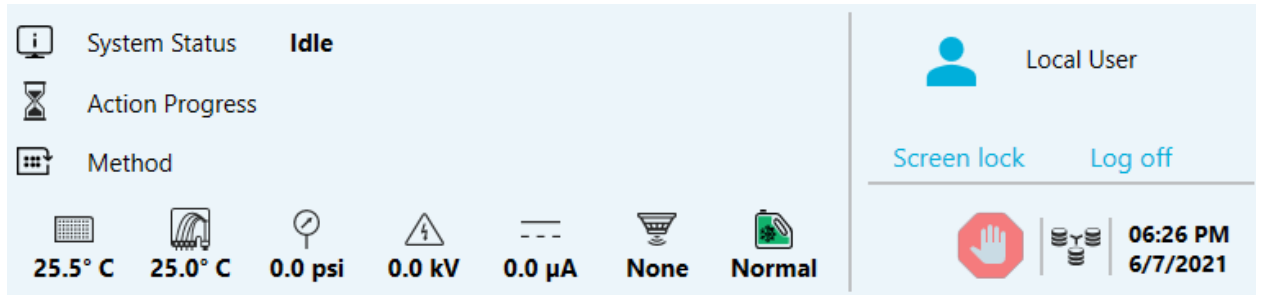 System Status Idle
Action Progress
Method
25.5° C 25.0° C 0.0 psi 0.0 kV 0.0 µA None Normal
Local User
Screen lock Log off
06:26 PM
6/7/2021